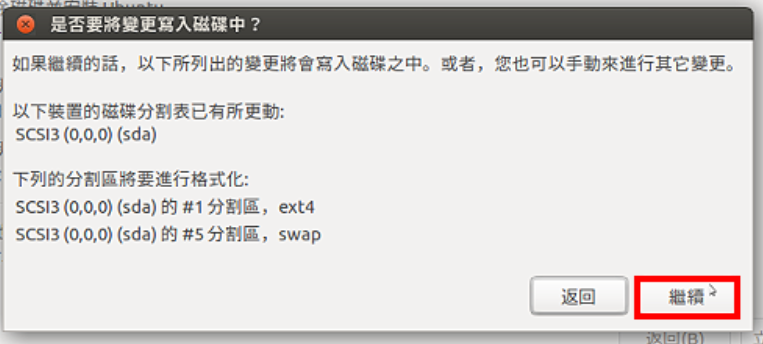 是否要將變更寫入磁碟中？
如果繼續的話，以下所列出的變更將會寫入磁碟之中。或者，您也可以手動來進行其它變更。
以下裝置的磁碟分割表已有所更動:
SCSI3 (0,0,0) (sda)
下列的分割區將要進行格式化:
SCSI3 (0,0,0) (sda) 的 #1 分割區，ext4
SCSI3 (0,0,0) (sda) 的 #5 分割區，swap
返回
繼續
返回(B)